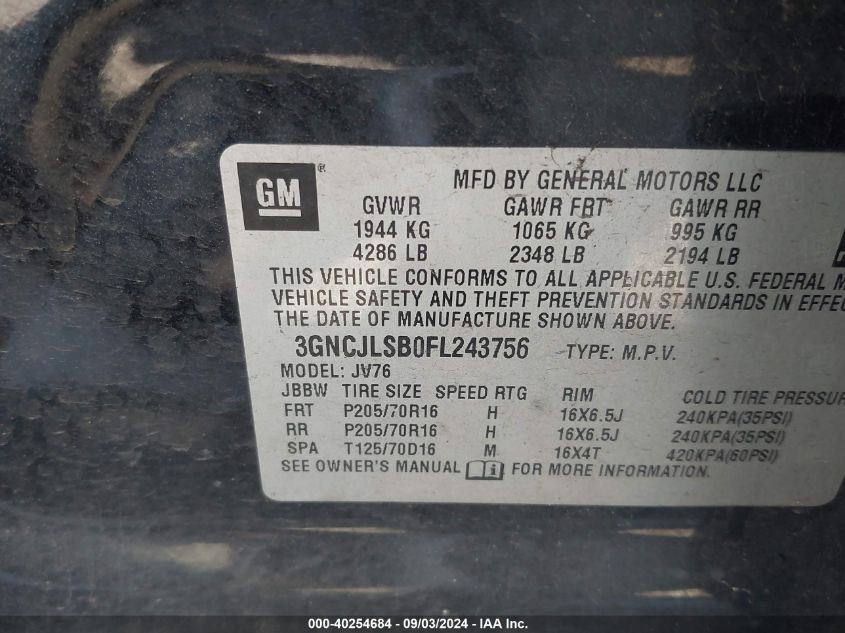 GM ®
MFD BY GENERAL MOTORS LLC
GVWR GAWR FRT GAWR RR
1944 KG 1065 KG 995 KG
4286 LB 2348 LB 2194 LB
THIS VEHICLE CONFORMS TO ALL APPLICABLE U.S. FEDERAL M
VEHICLE SAFETY AND THEFT PREVENTION STANDARDS IN EFFEC
THE DATE OF MANUFACTURE SHOWN ABOVE.
3GNCJLSB0FL243756 TYPE: M.P.V.
MODEL: JV76
JBBW TIRE SIZE SPEED RTG RIM COLD TIRE PRESSUR
FRT P205/70R16 H 16X6.5J 240KPA(35PSI)
RR P205/70R16 H 16X6.5J 240KPA(35PSI)
SPA T125/70D16 M 16X4T 420KPA(60PSI)
SEE OWNER'S MANUAL FOR MORE INFORMATION.
000-40254684 - 09/03/2024 - IAA Inc.